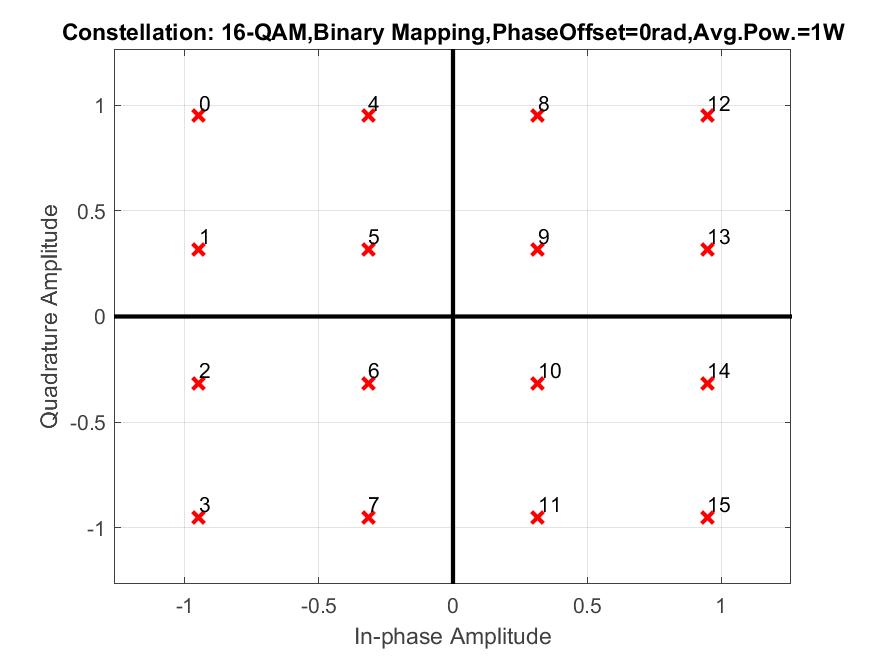 Constellation: 16-QAM,Binary Mapping,PhaseOffset=0rad,Avg.Pow.=1W
1
0 4 8 12
0.5
1 5 9 13
0
2 6 10 14
-0.5
3 7 11 15
-1
-1 -0.5 0 0.5 1
Quadrature Amplitude
In-phase Amplitude